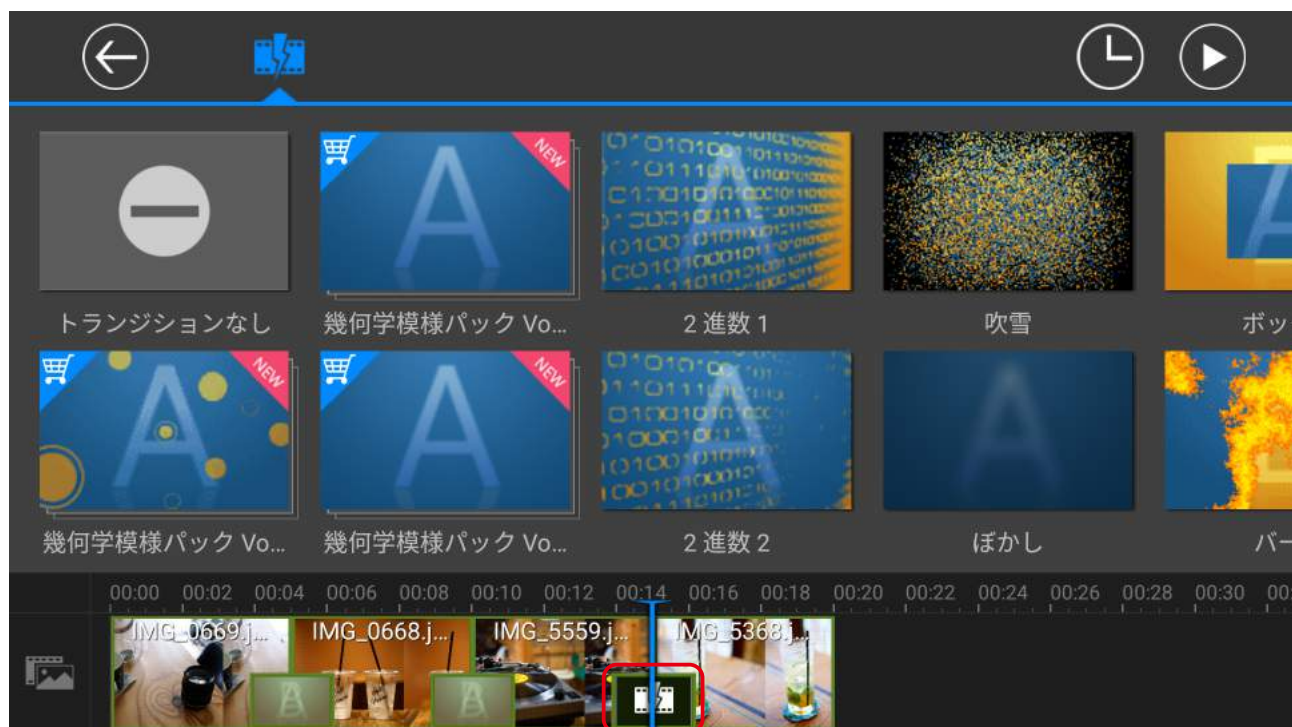 NEW
トランジションなし
幾何学模様パック Vo...
2 進数 1
吹雪
ボッ
NEW
NEW
幾何学模様パック Vo...
幾何学模様パック Vo...
2 進数 2
ぼかし
バー
00:00 00:02 00:04 00:06 00:08 00:10 00:12 00:14 00:16 00:18 00:20 00:22 00:24 00:26 00:28 00:30 00:
IMG_0669.j... IMG_0668.j... IMG_5559.j... IMG_5368.j...